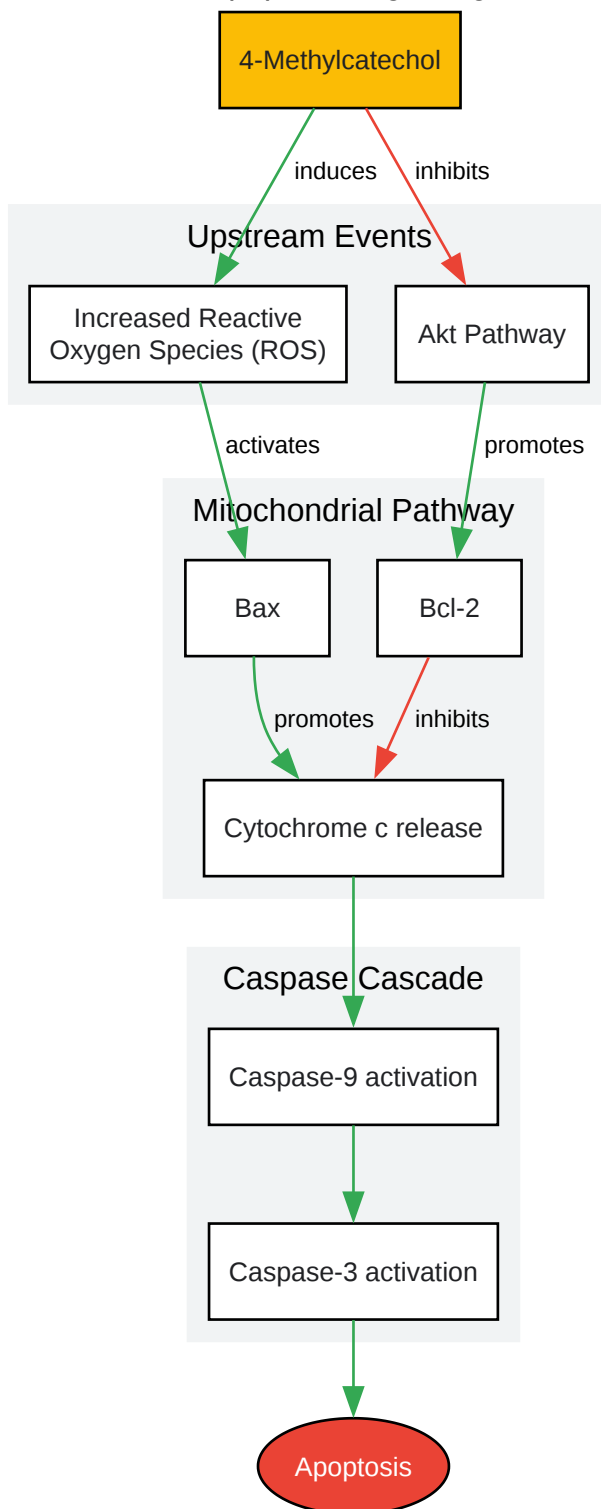 4-Methylcatechol
induces
inhibits
Upstream Events
Increased Reactive
Oxygen Species (ROS)
Akt Pathway
activates
promotes
Mitochondrial Pathway
Bax
Bcl-2
promotes
inhibits
Cytochrome c release
Caspase Cascade
Caspase-9 activation
Caspase-3 activation
Apoptosis